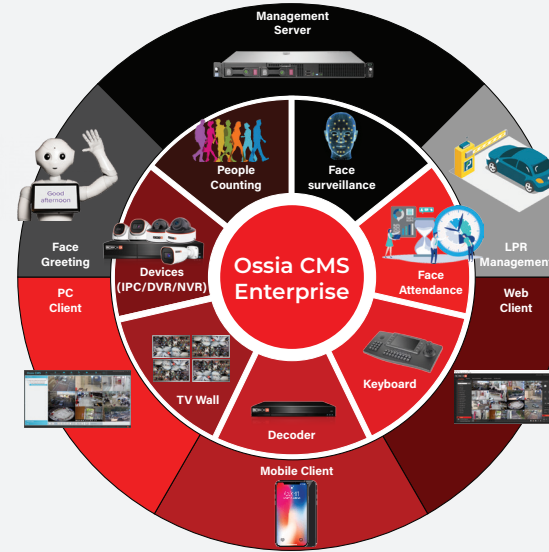 Management
Server
People
Counting
Face
surveillance
Good
afternoon
Face
Greeting
Devices
(IPC/DVR/NVR)
Ossia CMS
Enterprise
Face
Attendance
LPR
Management
PC
Client
Web
Client
TV Wall
Keyboard
Decoder
Mobile Client